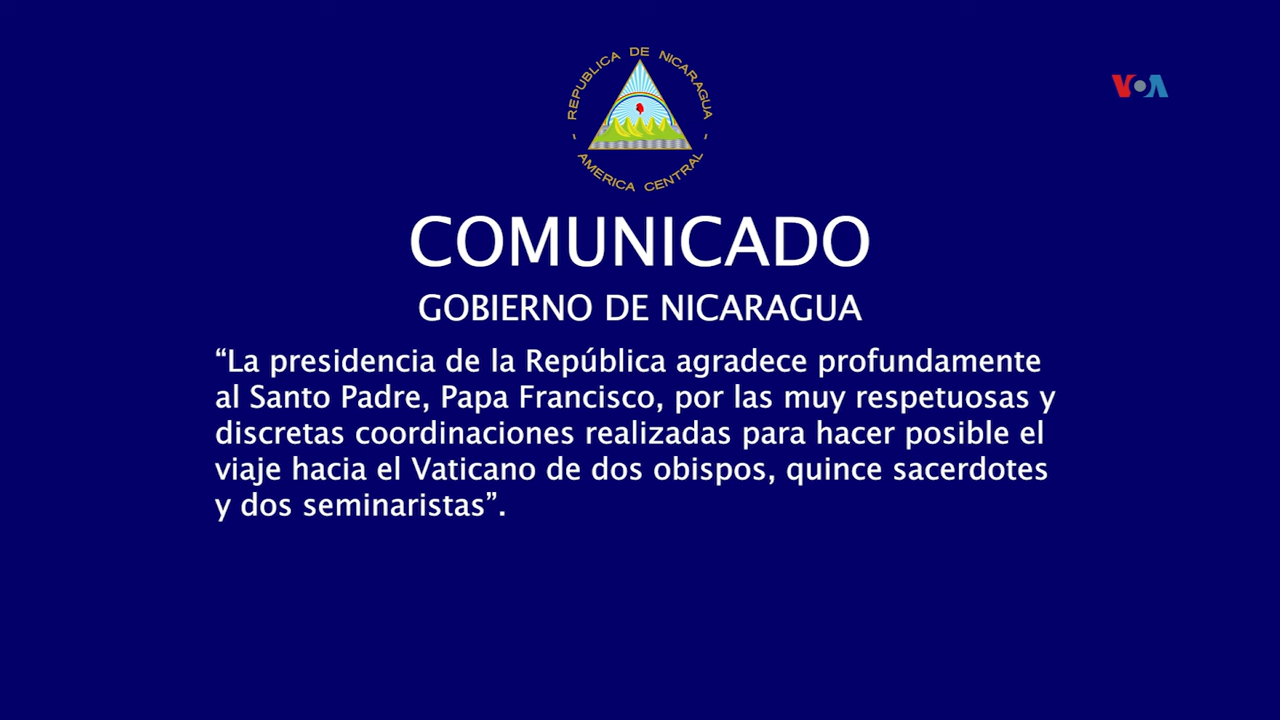 REPUBLICA DE NICARAGUA
- AMERICA CENTRAL -
VOA
COMUNICADO
GOBIERNO DE NICARAGUA
“La presidencia de la República agradece profundamente
al Santo Padre, Papa Francisco, por las muy respetuosas y
discretas coordinaciones realizadas para hacer posible el
viaje hacia el Vaticano de dos obispos, quince sacerdotes
y dos seminaristas”.